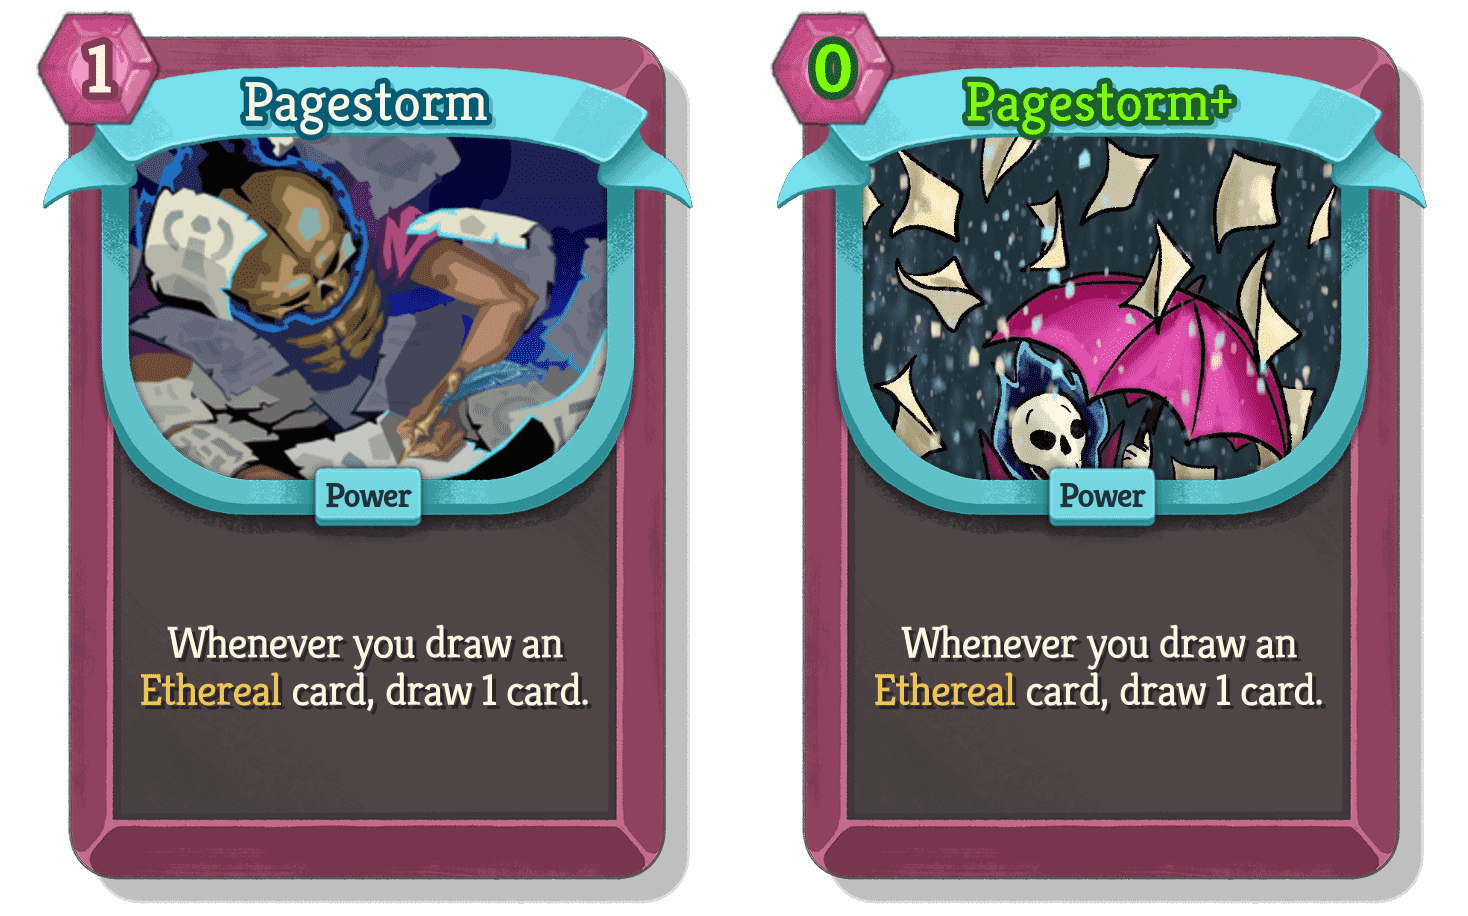 1
Pagestorm
Power
Whenever you draw an
Ethereal card, draw 1 card.
0
Pagestorm+
Power
Whenever you draw an
Ethereal card, draw 1 card.